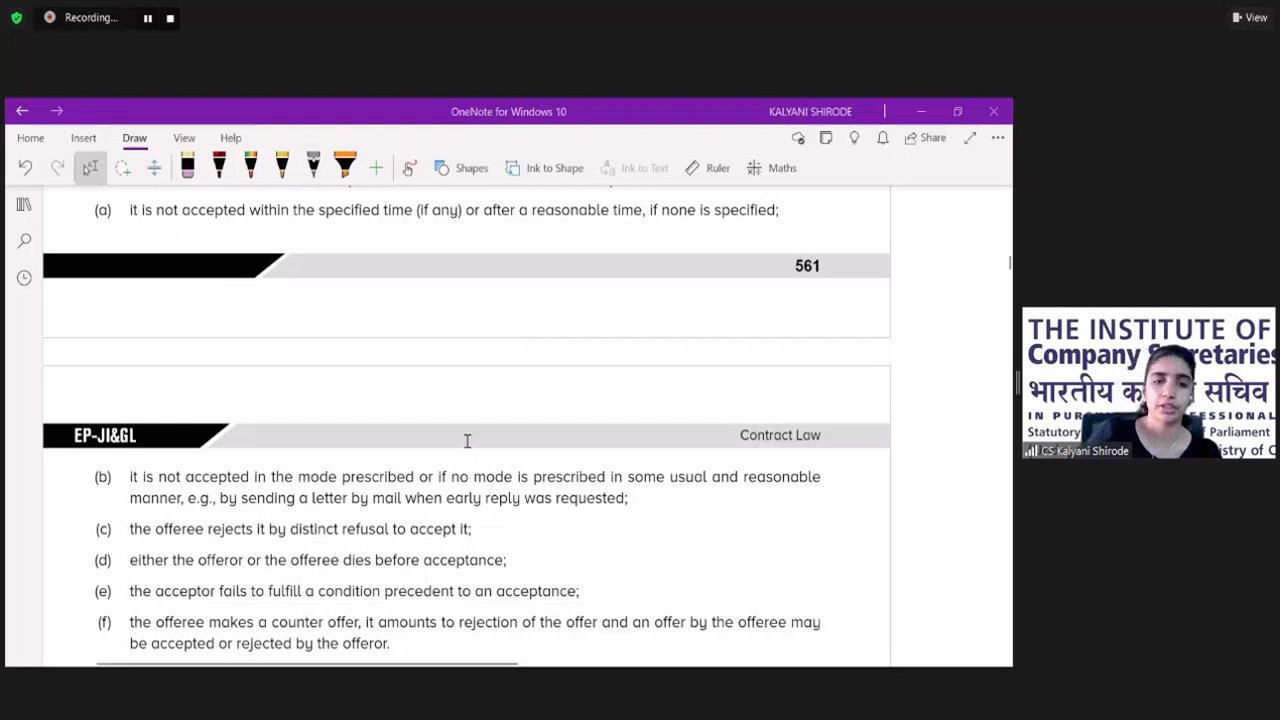 Recording...
View
OneNote for Windows 10
KALYANI SHIRODE
Home Insert Draw View Help
Share
Shapes Ink to Shape Ink to Text Ruler Maths
(a) it is not accepted within the specified time (if any) or after a reasonable time, if none is specified;
561
EP-JI&GL
Contract Law
(b) it is not accepted in the mode prescribed or if no mode is prescribed in some usual and reasonable
manner, e.g., by sending a letter by mail when early reply was requested;
(c) the offeree rejects it by distinct refusal to accept it;
(d) either the offeror or the offeree dies before acceptance;
(e) the acceptor fails to fulfill a condition precedent to an acceptance;
(f) the offeree makes a counter offer, it amounts to rejection of the offer and an offer by the offeree may
be accepted or rejected by the offeror.
THE INSTITUTE OF
Company
भारतीय सचिव
IN
Statutory of Parliament
CS Kalyani Shirode